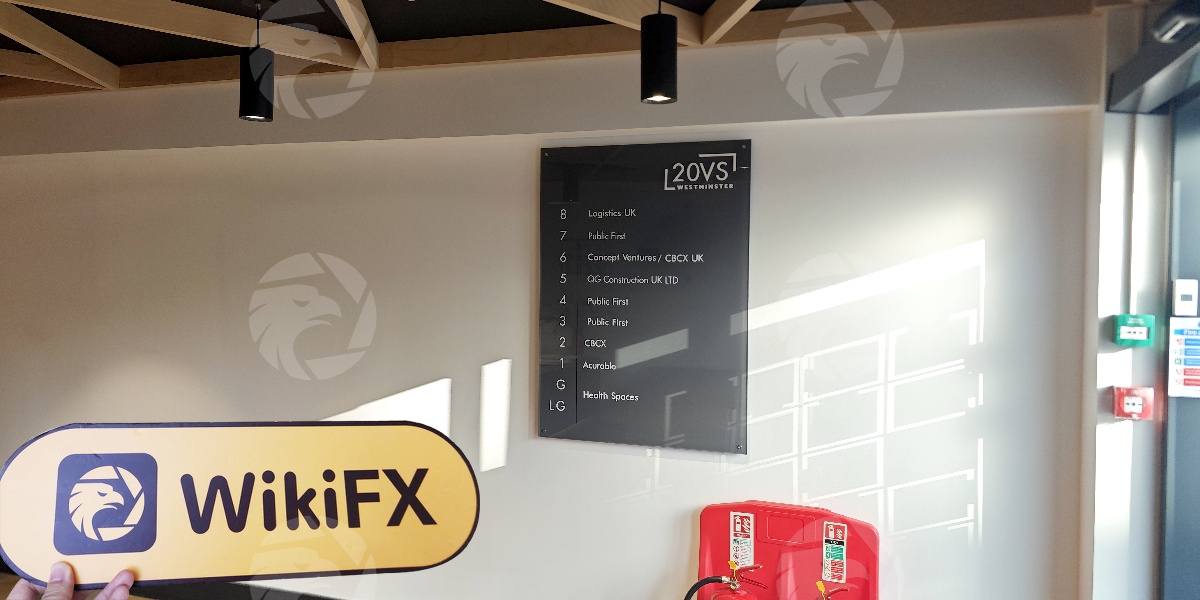 20VS
WESTMINSTER
8 Logistics UK
7 Public First
6 Concept Ventures / CBCX UK
5 QG Construction UK LTD
4 Public First
3 Public First
2 CBCX
1 Acurable
G
Health Spaces
LG
WikiFX